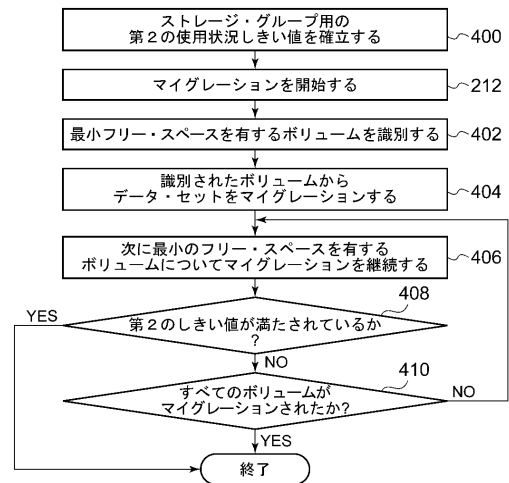 ストレージ・グループ用の
第２の使用状況しきい値を確立する
400
マイグレーションを開始する
212
最小フリー・スペースを有するボリュームを識別する
402
識別されたボリュームから
データ・セットをマイグレーションする
404
次に最小のフリー・スペースを有する
ボリュームについてマイグレーションを継続する
406
408
YES
第２のしきい値が満たされているか
?
NO
410
すべてのボリュームが
マイグレーションされたか?
NO
YES
終了